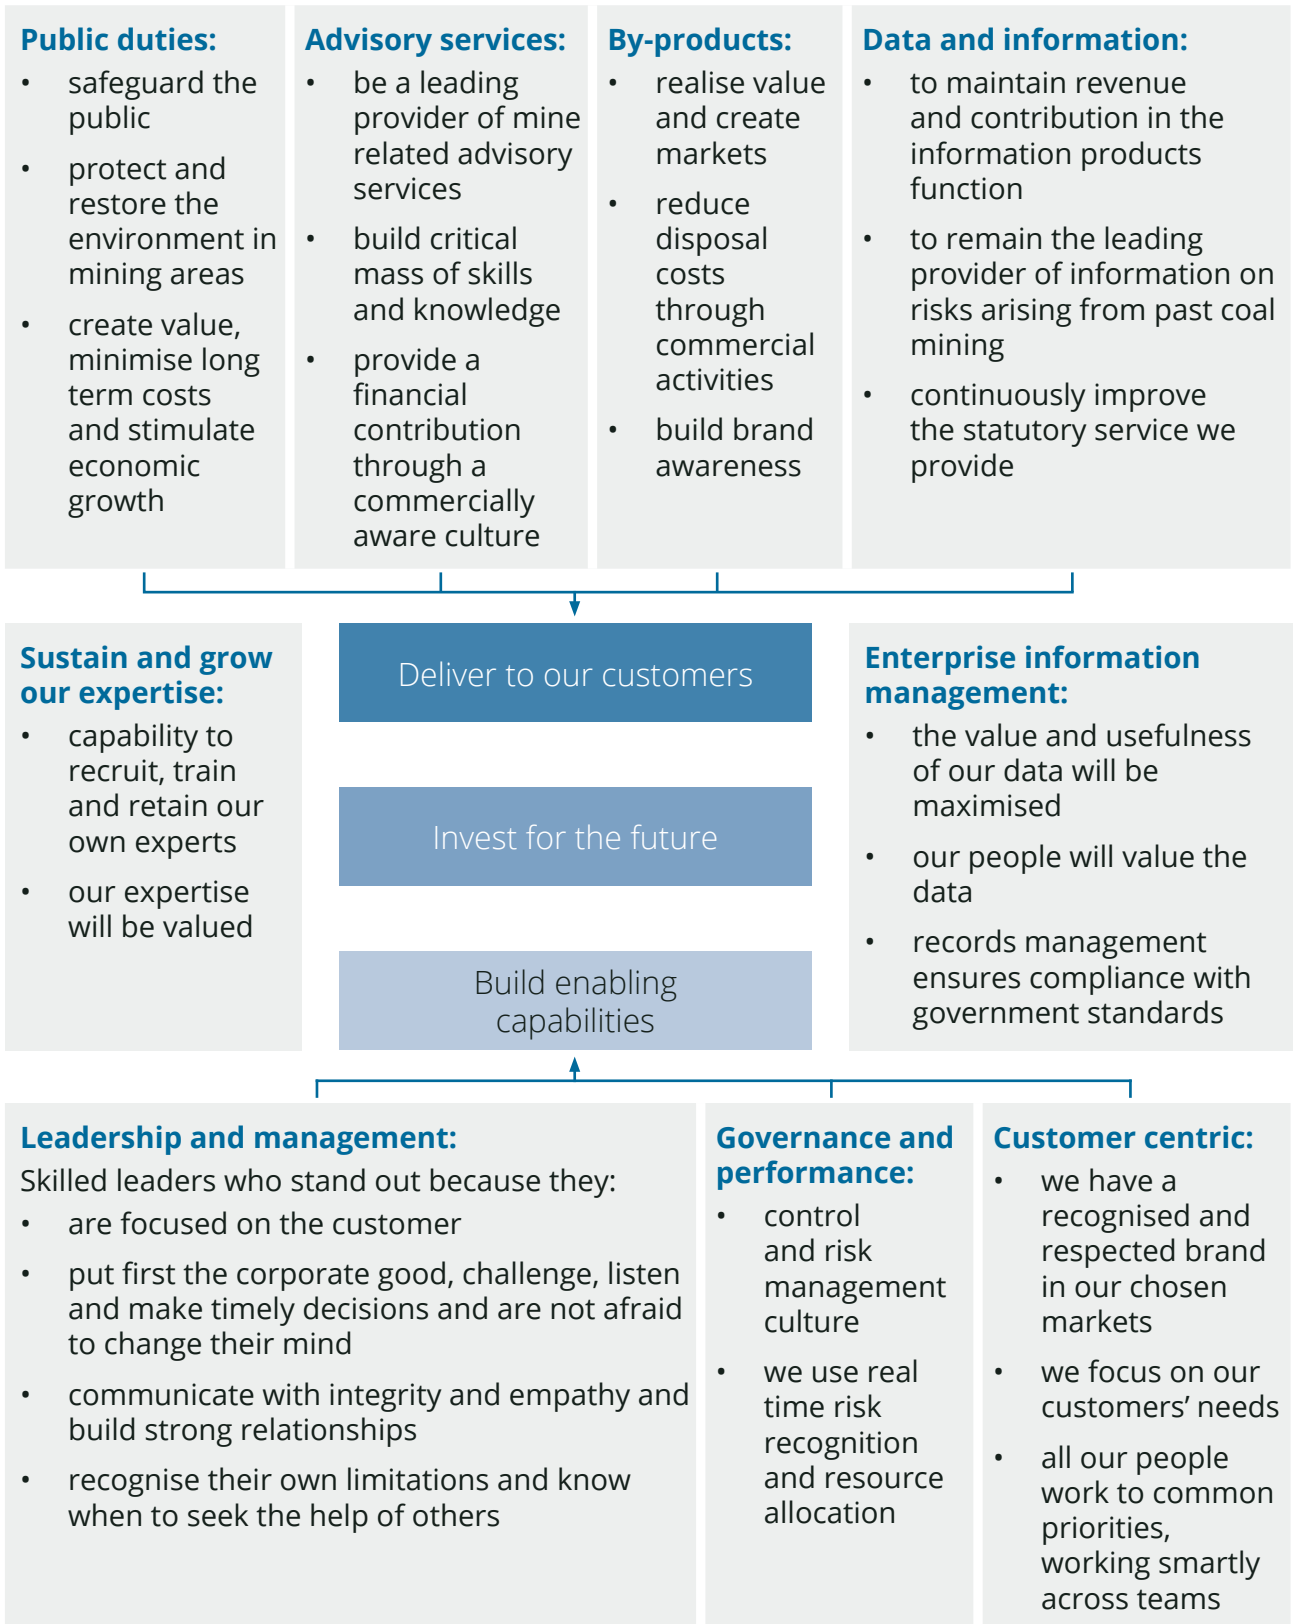 Public duties:
• safeguard the
public
• protect and
restore the
environment in
mining areas
• create value,
minimise long
term costs
and stimulate
economic
growth
Advisory services:
• be a leading
provider of mine
related advisory
services
• build critical
mass of skills
and knowledge
• provide a
financial
contribution
through a
commercially
aware culture
By-products:
• realise value
and create
markets
• reduce
disposal
costs
through
commercial
activities
• build brand
awareness
Data and information:
• to maintain revenue
and contribution in the
information products
function
• to remain the leading
provider of information on
risks arising from past coal
mining
• continuously improve
the statutory service we
provide
Sustain and grow
our expertise:
• capability to
recruit, train
and retain our
own experts
• our expertise
will be valued
Deliver to our customers
Invest for the future
Build enabling
capabilities
Enterprise information
management:
• the value and usefulness
of our data will be
maximised
• our people will value the
data
• records management
ensures compliance with
government standards
Leadership and management:
Skilled leaders who stand out because they:
• are focused on the customer
• put first the corporate good, challenge, listen
and make timely decisions and are not afraid
to change their mind
• communicate with integrity and empathy and
build strong relationships
• recognise their own limitations and know
when to seek the help of others
Governance and
performance:
• control
and risk
management
culture
• we use real
time risk
recognition
and resource
allocation
Customer centric:
• we have a
recognised and
respected brand
in our chosen
markets
• we focus on our
customers’ needs
• all our people
work to common
priorities,
working smartly
across teams